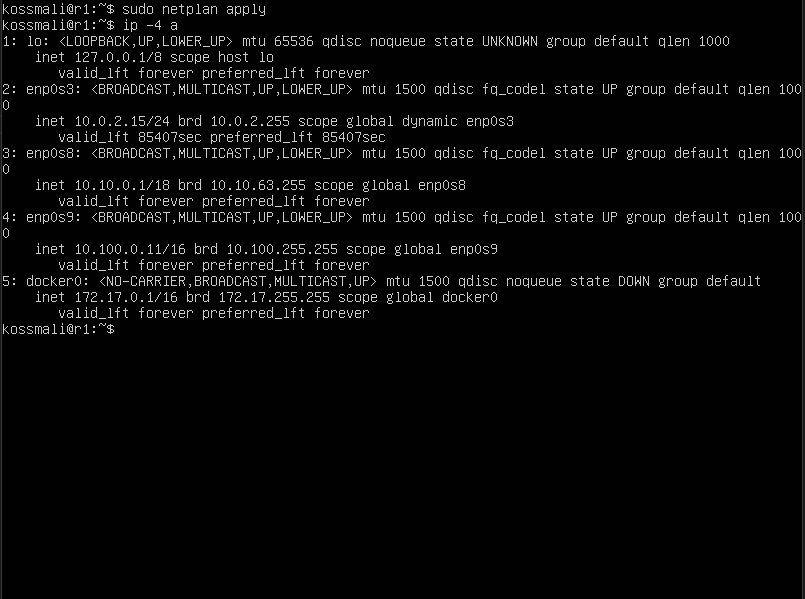 kossmali@r1:~$ sudo netplan apply
kossmali@r1:~$ ip -4 a
1: lo: <LOOPBACK,UP,LOWER_UP> mtu 65536 qdisc noqueue state UNKNOWN group default qlen 1000
    inet 127.0.0.1/8 scope host lo
       valid_lft forever preferred_lft forever
2: enp0s3: <BROADCAST,MULTICAST,UP,LOWER_UP> mtu 1500 qdisc fq_codel state UP group default qlen 100
0
    inet 10.0.2.15/24 brd 10.0.2.255 scope global dynamic enp0s3
       valid_lft 85407sec preferred_lft 85407sec
3: enp0s8: <BROADCAST,MULTICAST,UP,LOWER_UP> mtu 1500 qdisc fq_codel state UP group default qlen 100
0
    inet 10.10.0.1/18 brd 10.10.63.255 scope global enp0s8
       valid_lft forever preferred_lft forever
4: enp0s9: <BROADCAST,MULTICAST,UP,LOWER_UP> mtu 1500 qdisc fq_codel state UP group default qlen 100
0
    inet 10.100.0.11/16 brd 10.100.255.255 scope global enp0s9
       valid_lft forever preferred_lft forever
5: docker0: <NO-CARRIER,BROADCAST,MULTICAST,UP> mtu 1500 qdisc noqueue state DOWN group default
    inet 172.17.0.1/16 brd 172.17.255.255 scope global docker0
       valid_lft forever preferred_lft forever
kossmali@r1:~$